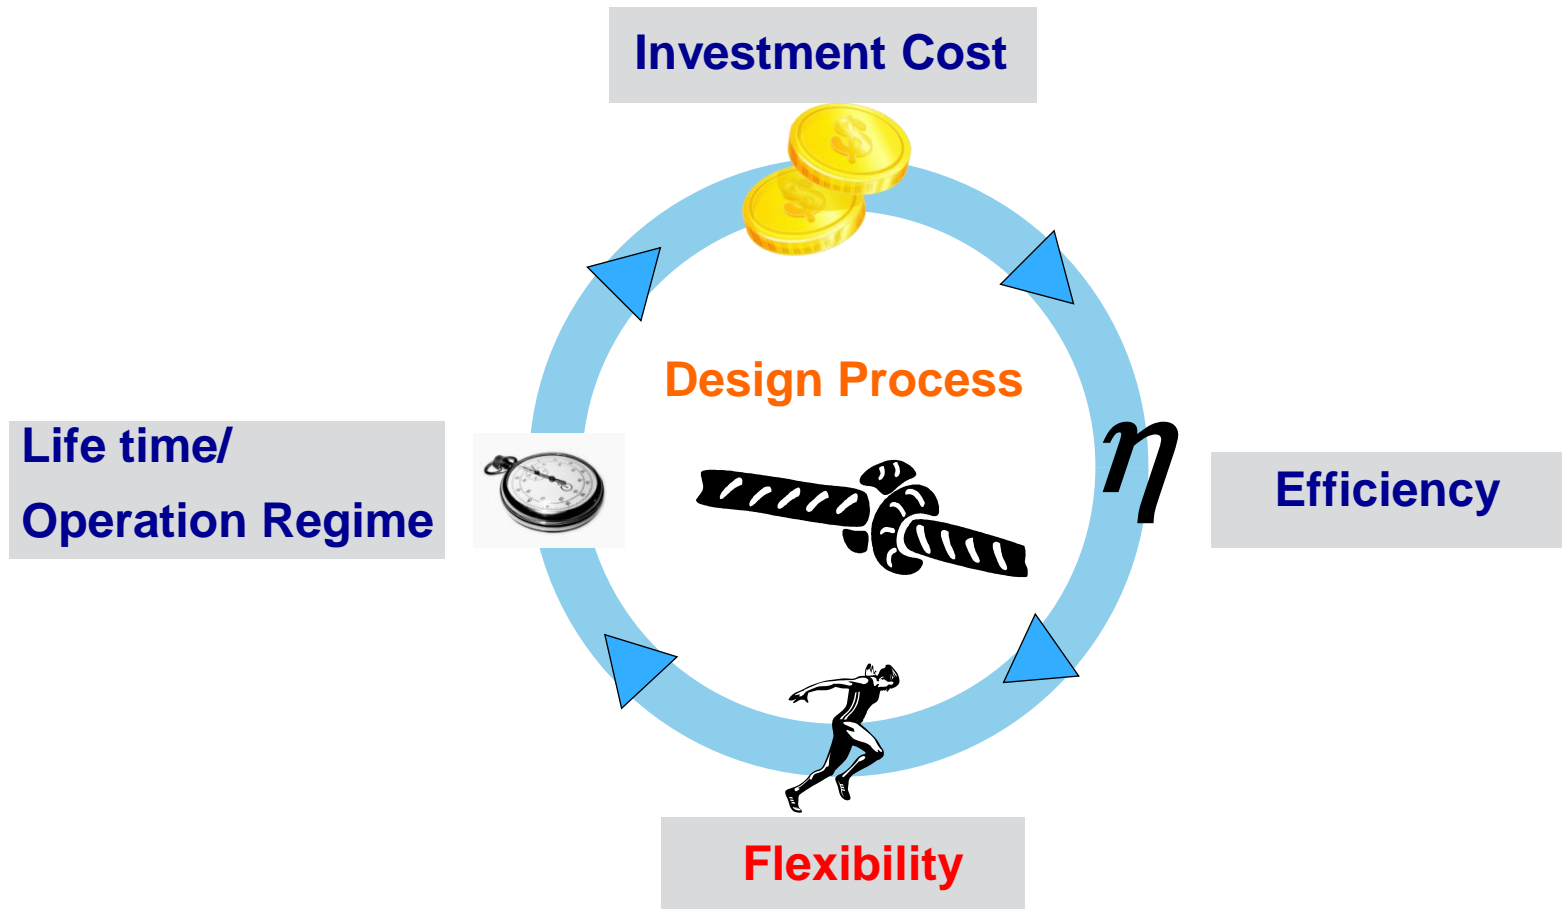 Investment Cost
$
$
Design Process
Life time/
Operation Regime
η
Efficiency
Flexibility